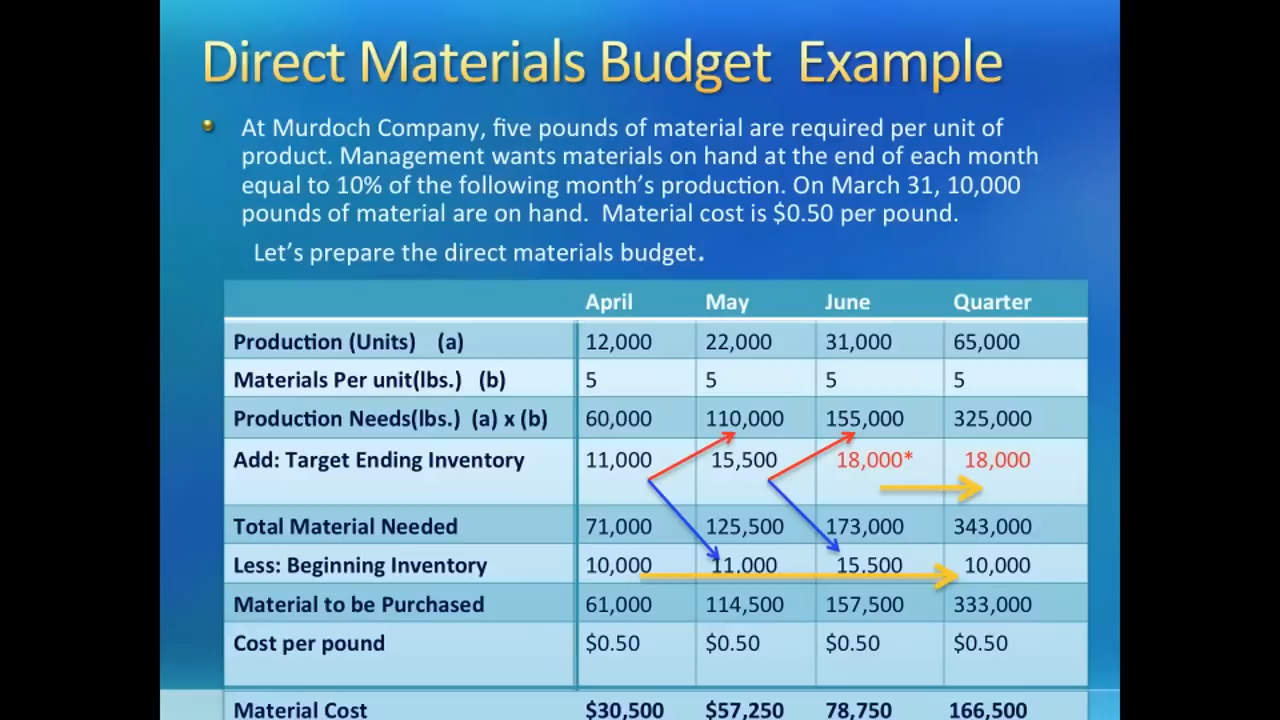 Direct Materials Budget Example
At Murdoch Company, five pounds of material are required per unit of
product. Management wants materials on hand at the end of each month
equal to 10% of the following month's production. On March 31, 10,000
pounds of material are on hand. Material cost is $0.50 per pound.
Let's prepare the direct materials budget.
April May June Quarter
Production (Units) (a) 12,000 22,000 31,000 65,000
Materials Per unit(lbs.) (b) 5 5 5 5
Production Needs(lbs.) (a) x (b) 60,000 110,000 155,000 325,000
Add: Target Ending Inventory 11,000 15,500 18,000* 18,000
Total Material Needed 71,000 125,500 173,000 343,000
Less: Beginning Inventory 10,000 11,000 15,500 10,000
Material to be Purchased 61,000 114,500 157,500 333,000
Cost per pound $0.50 $0.50 $0.50 $0.50
Material Cost $30,500 $57,250 78,750 166,500